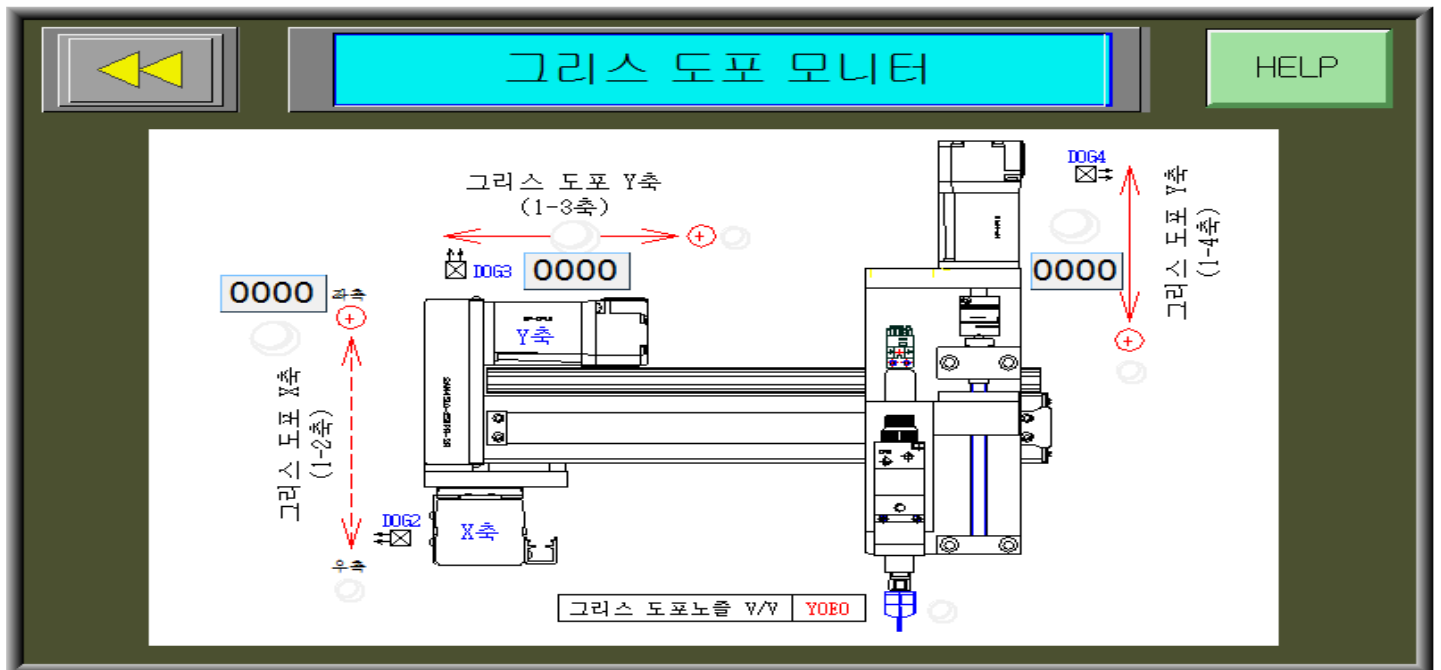 그리스 도포 모니터
HELP
그리스 도포 Y축
(1-3축)
DOG4
그리스 도포 Y축
(1-4축)
DOG3
0000
0000
0000
좌측
Y축
그리스 도포 X축
(1-2축)
DOG2
X축
우측
그리스 도포노즐 V/V
Y0E0